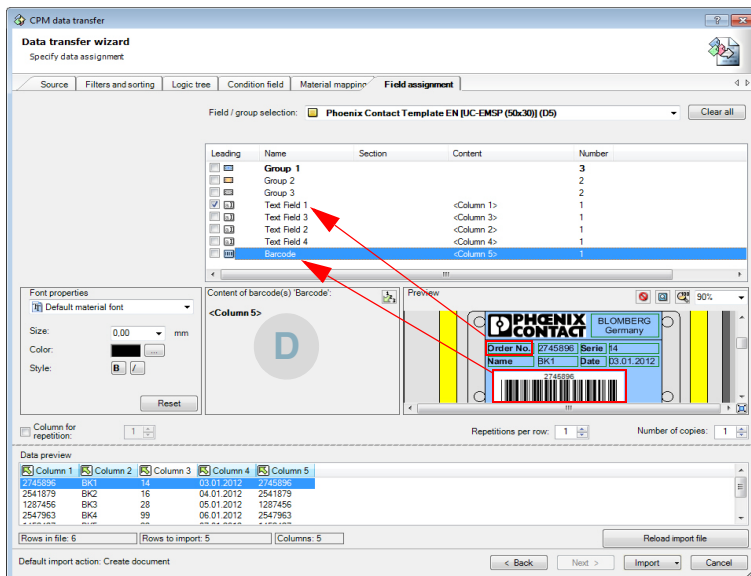 CPM data transfer
Data transfer wizard
Specify data assignment
Source Filters and sorting Logic tree Condition field Material mapping Field assignment
Field / group selection: Phoenix Contact Template EN [UC-EMSP (50x30)] (D5) Clear all
Leading Name Section Content Number
Group 1 3
Group 2 2
Group 3 2
Text Field 1 <Column 1> 1
Text Field 3 <Column 3> 1
Text Field 2 <Column 2> 1
Text Field 4 <Column 4> 1
Barcode <Column 5> 1
Font properties
Default material font
Size: 0,00 mm
Color: ...
Style: B I
Reset
Content of barcode(s) 'Barcode':
<Column 5>
D
Preview 90%
PHŒNIX CONTACT
BLOMBERG
Germany
Order No. 2745896 Serie 14
Name BK1 Date 03.01.2012
2745896
Column for repetition: 1
Repetitions per row: 1 Number of copies: 1
Data preview
Column 1 Column 2 Column 3 Column 4 Column 5
2745896 BK1 14 03.01.2012 2745896
2541879 BK2 16 04.01.2012 2541879
1287456 BK3 28 05.01.2012 1287456
2547963 BK4 99 06.01.2012 2547963
Rows in file: 6 Rows to import: 5 Columns: 5 Reload import file
Default import action: Create document < Back Next > Import Cancel